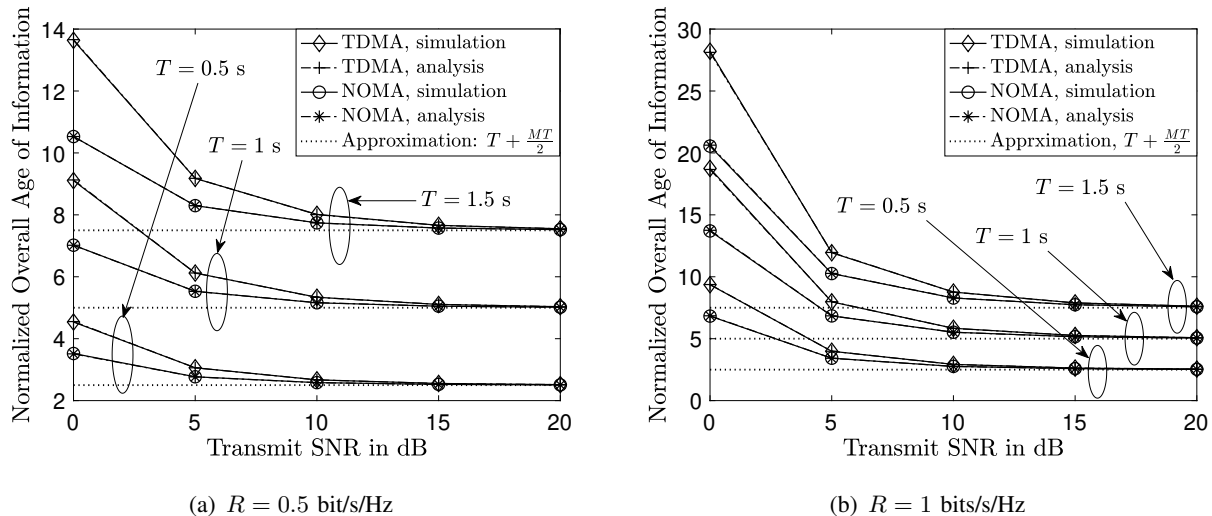 Normalized Overall Age of Information
14
12
10
8
6
4
2
0
5
10
15
20
Transmit SNR in dB
TDMA, simulation
TDMA, analysis
NOMA, simulation
NOMA, analysis
Approximation: T + MT/2
T = 0.5 s
T = 1 s
T = 1.5 s
(a) R = 0.5 bit/s/Hz
Normalized Overall Age of Information
30
25
20
15
10
5
0
0
5
10
15
20
Transmit SNR in dB
TDMA, simulation
TDMA, analysis
NOMA, simulation
NOMA, analysis
Apprximation, T + MT/2
T = 0.5 s
T = 1 s
T = 1.5 s
(b) R = 1 bits/s/Hz